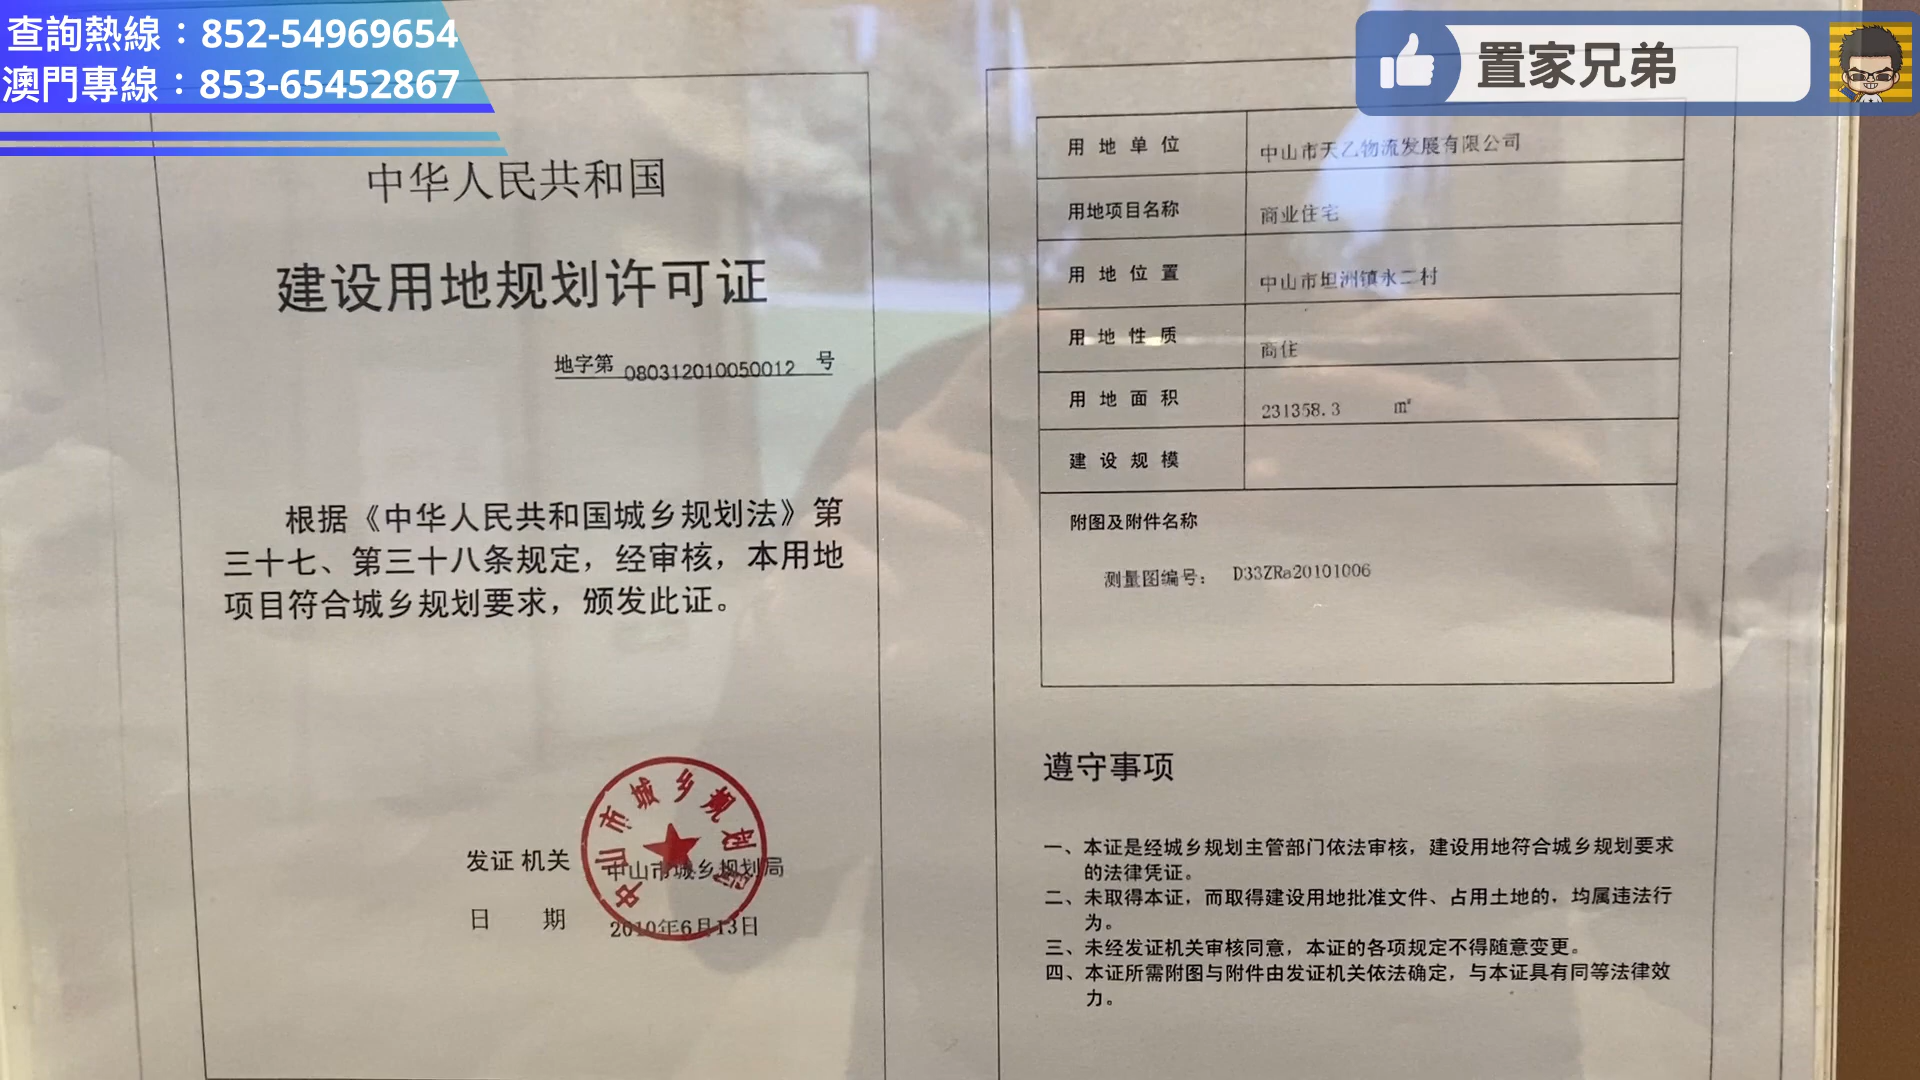 查詢熱線：852-54969654
澳門專線：853-65452867
置家兄弟
中华人民共和国
建设用地规划许可证
地字第 080312010050012 号
根据《中华人民共和国城乡规划法》第
三十七、第三十八条规定，经审核，本用地
项目符合城乡规划要求，颁发此证。
发证机关 中山市城乡规划局
日 期 2010年6月13日
中山市城乡规划局
用地单位 中山市天乙物流发展有限公司
用地项目名称 商业住宅
用地位置 中山市坦洲镇永二村
用地性质 商住
用地面积 231358.3 ㎡
建设规模
附图及附件名称
测量图编号： D33ZRa20101006
遵守事项
一、本证是经城乡规划主管部门依法审核，建设用地符合城乡规划要求
的法律凭证。
二、未取得本证，而取得建设用地批准文件、占用土地的，均属违法行
为。
三、未经发证机关审核同意，本证的各项规定不得随意变更。
四、本证所需附图与附件由发证机关依法确定，与本证具有同等法律效
力。